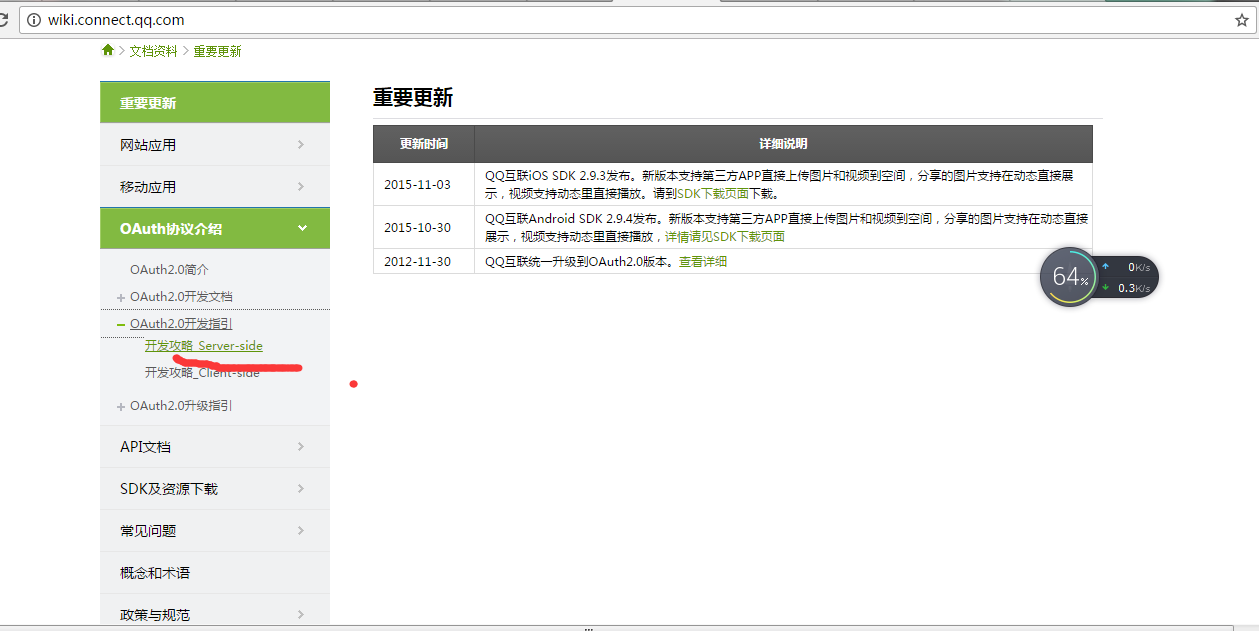 wiki.connect.qq.com
文档资料 > 重要更新
重要更新
网站应用
移动应用
OAuth协议介绍
OAuth2.0简介
OAuth2.0开发文档
OAuth2.0开发指引
开发攻略_Server-side
开发攻略_Client-side
OAuth2.0升级指引
API文档
SDK及资源下载
常见问题
概念和术语
政策与规范
重要更新
更新时间 详细说明
2015-11-03 QQ互联iOS SDK 2.9.3发布。新版本支持第三方APP直接上传图片和视频到空间，分享的图片支持在动态直接展
示，视频支持动态里直接播放。请到SDK下载页面下载。
2015-10-30 QQ互联Android SDK 2.9.4发布。新版本支持第三方APP直接上传图片和视频到空间，分享的图片支持在动态直接
展示，视频支持动态里直接播放，详情请见SDK下载页面
2012-11-30 QQ互联统一升级到OAuth2.0版本。查看详细
64%
0K/s
0.3K/s